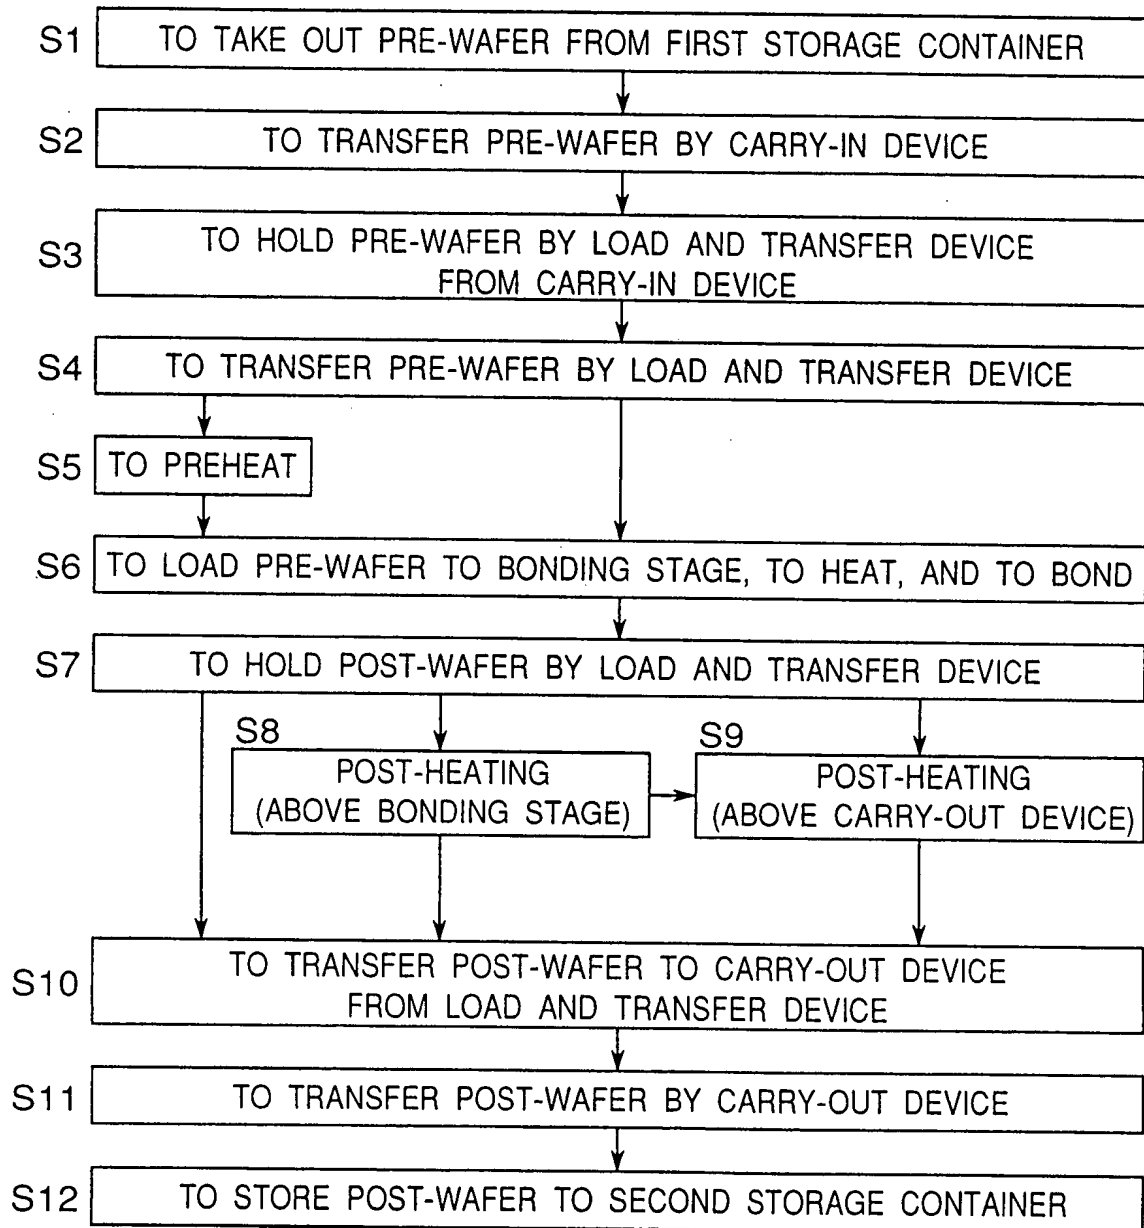 S1 TO TAKE OUT PRE-WAFER FROM FIRST STORAGE CONTAINER
S2 TO TRANSFER PRE-WAFER BY CARRY-IN DEVICE
S3 TO HOLD PRE-WAFER BY LOAD AND TRANSFER DEVICE
FROM CARRY-IN DEVICE
S4 TO TRANSFER PRE-WAFER BY LOAD AND TRANSFER DEVICE
S5 TO PREHEAT
S6 TO LOAD PRE-WAFER TO BONDING STAGE, TO HEAT, AND TO BOND
S7 TO HOLD POST-WAFER BY LOAD AND TRANSFER DEVICE
S8
POST-HEATING
(ABOVE BONDING STAGE)
S9
POST-HEATING
(ABOVE CARRY-OUT DEVICE)
S10 TO TRANSFER POST-WAFER TO CARRY-OUT DEVICE
FROM LOAD AND TRANSFER DEVICE
S11 TO TRANSFER POST-WAFER BY CARRY-OUT DEVICE
S12 TO STORE POST-WAFER TO SECOND STORAGE CONTAINER